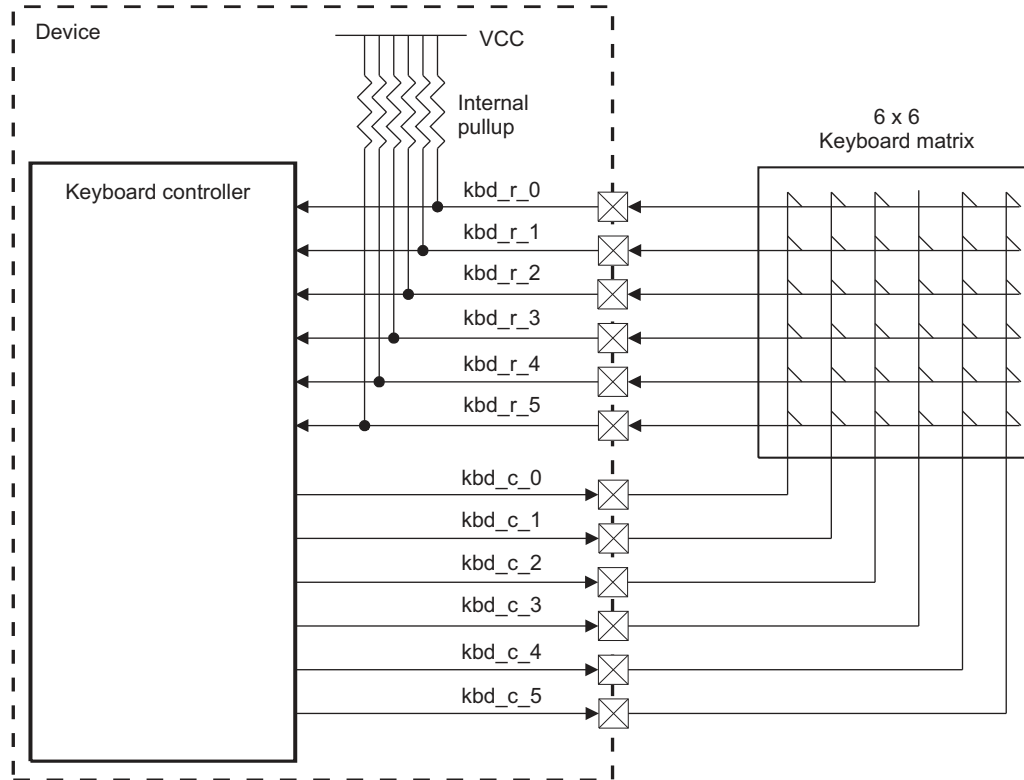 Device
VCC
Internal
pullup
6 x 6
Keyboard matrix
Keyboard controller
kbd_r_0
kbd_r_1
kbd_r_2
kbd_r_3
kbd_r_4
kbd_r_5
kbd_c_0
kbd_c_1
kbd_c_2
kbd_c_3
kbd_c_4
kbd_c_5